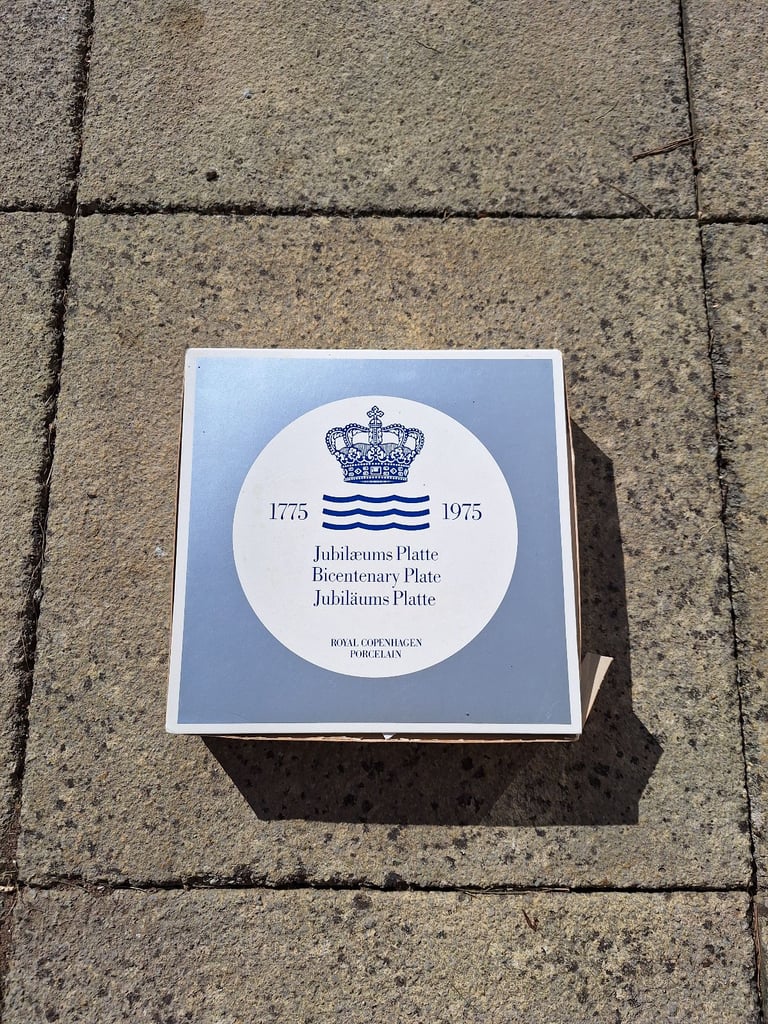 1775 1975
Jubilæums Platte
Bicentenary Plate
Jubiläums Platte
ROYAL COPENHAGEN
PORCELAIN